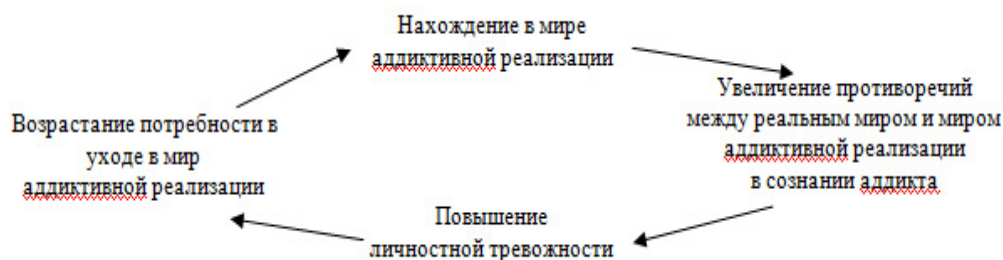 Нахождение в мире
аддиктивной реализации
Увеличение противоречий
между реальным миром и миром
аддиктивной реализации
в сознании аддикта
Повышение
личностной тревожности
Возрастание потребности в
уходе в мир
аддиктивной реализации